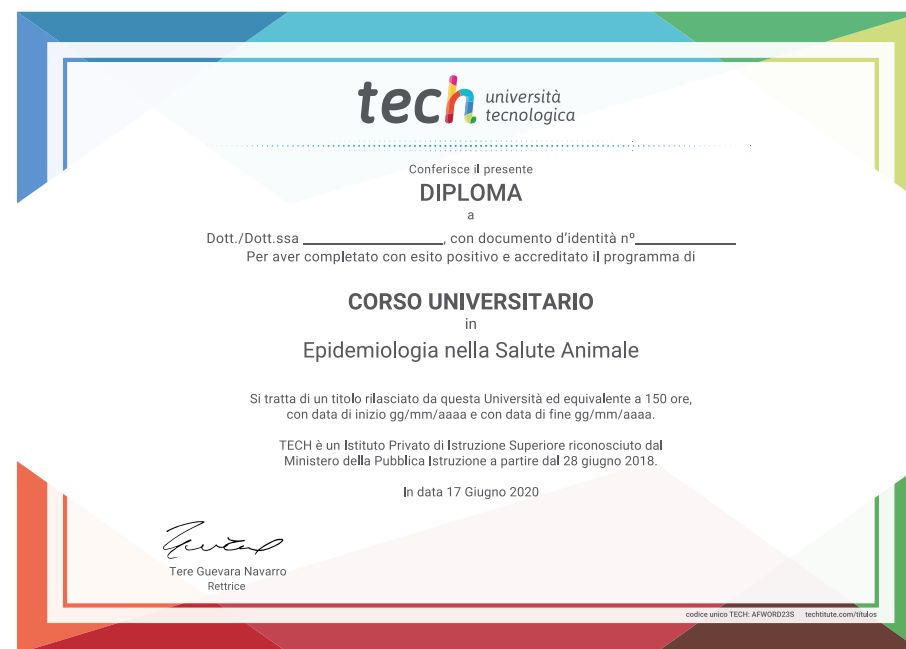 tech università
tecnologica
Conferisce il presente
DIPLOMA
a
Dott./Dott.ssa ____________________, con documento d'identità nº______________
Per aver completato con esito positivo e accreditato il programma di
CORSO UNIVERSITARIO
in
Epidemiologia nella Salute Animale
Si tratta di un titolo rilasciato da questa Università ed equivalente a 150 ore,
con data di inizio gg/mm/aaaa e con data di fine gg/mm/aaaa.
TECH è un Istituto Privato di Istruzione Superiore riconosciuto dal
Ministero della Pubblica Istruzione a partire dal 28 giugno 2018.
In data 17 Giugno 2020
Tere Guevara Navarro
Rettrice
codice unico TECH: AFWORD23S techtitute.com/titulos